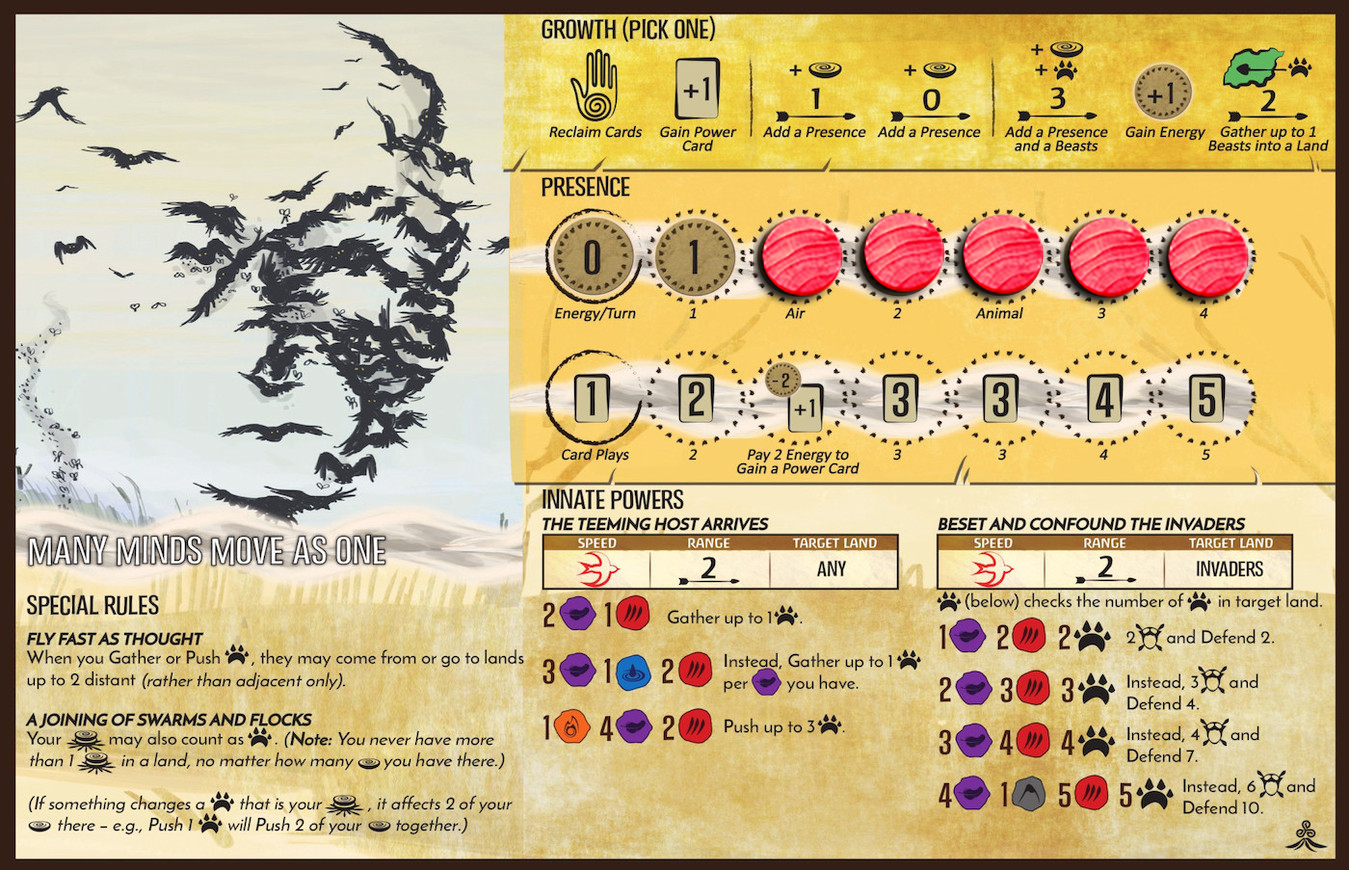 GROWTH (PICK ONE)
+1
+
1
+
0
+
+
3
+1
2
Reclaim Cards
Gain Power
Card
Add a Presence
Add a Presence
Add a Presence
and a Beasts
Gain Energy
Gather up to 1
Beasts into a Land
PRESENCE
0
1
Energy/Turn
1
Air
2
Animal
3
4
1
2
-2
+1
3
3
4
5
Card Plays
2
Pay 2 Energy to
Gain a Power Card
3
3
4
5
MANY MINDS MOVE AS ONE
SPECIAL RULES
FLY FAST AS THOUGHT
When you Gather or Push , they may come from or go to lands
up to 2 distant (rather than adjacent only).
A JOINING OF SWARMS AND FLOCKS
Your may also count as . (Note: You never have more
than 1 in a land, no matter how many you have there.)
(If something changes a that is your , it affects 2 of your
there – e.g., Push 1 will Push 2 of your together.)
INNATE POWERS
THE TEEMING HOST ARRIVES
SPEED RANGE TARGET LAND
2 ANY
2 1 Gather up to 1 .
3 1 2 Instead, Gather up to 1
per you have.
1 4 2 Push up to 3 .
BESET AND CONFOUND THE INVADERS
SPEED RANGE TARGET LAND
2 INVADERS
(below) checks the number of in target land.
1 2 2 2 and Defend 2.
2 3 3 Instead, 3 and
Defend 4.
3 4 4 Instead, 4 and
Defend 7.
4 1 5 5 Instead, 6 and
Defend 10.